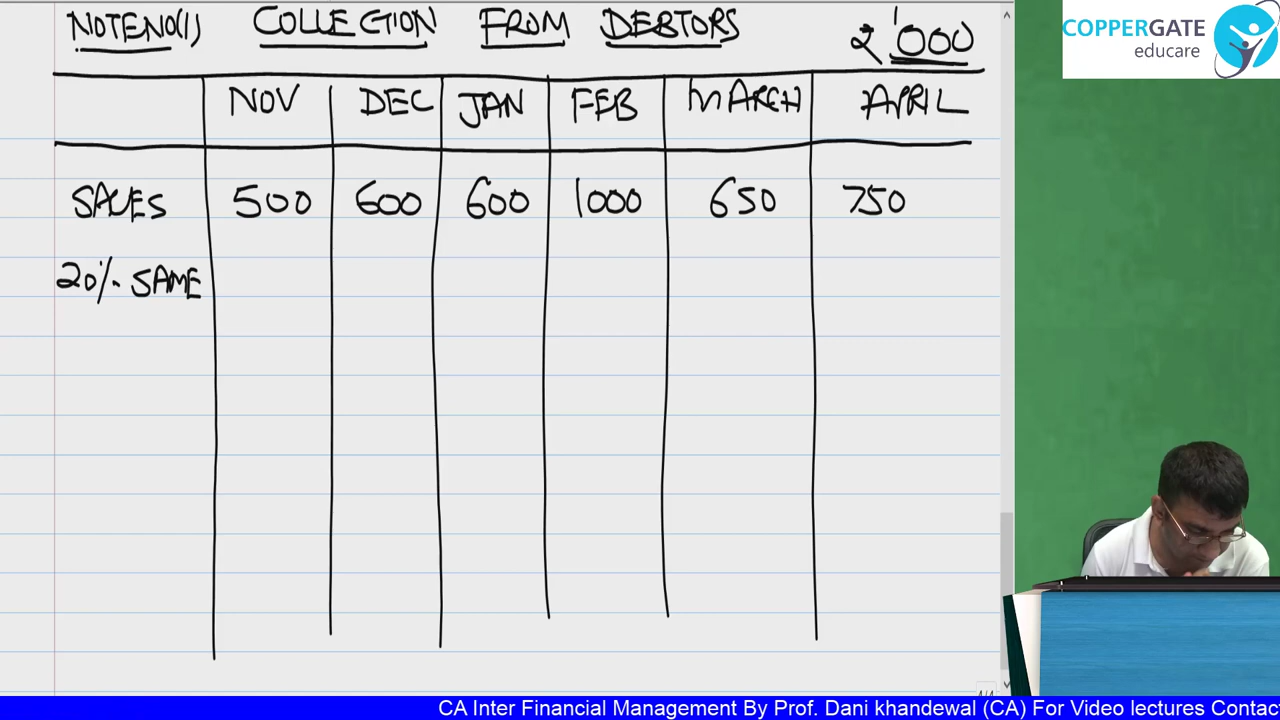 NOTE NO(1) COLLECTION FROM DEBTORS ₹'000
NOV DEC JAN FEB MARCH APRIL
SALES 500 600 600 1000 650 750
20% SAME
COPPERGATE
educare
CA Inter Financial Management By Prof. Dani khandewal (CA) For Video lectures Contac